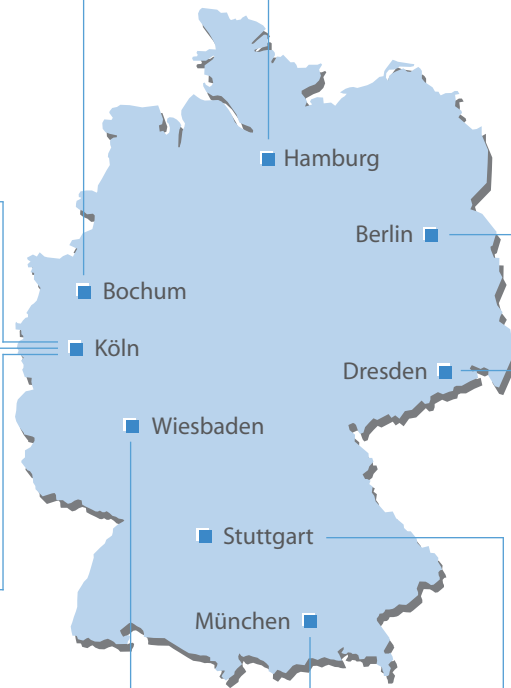 Hamburg
Berlin
Bochum
Köln
Dresden
Wiesbaden
Stuttgart
München